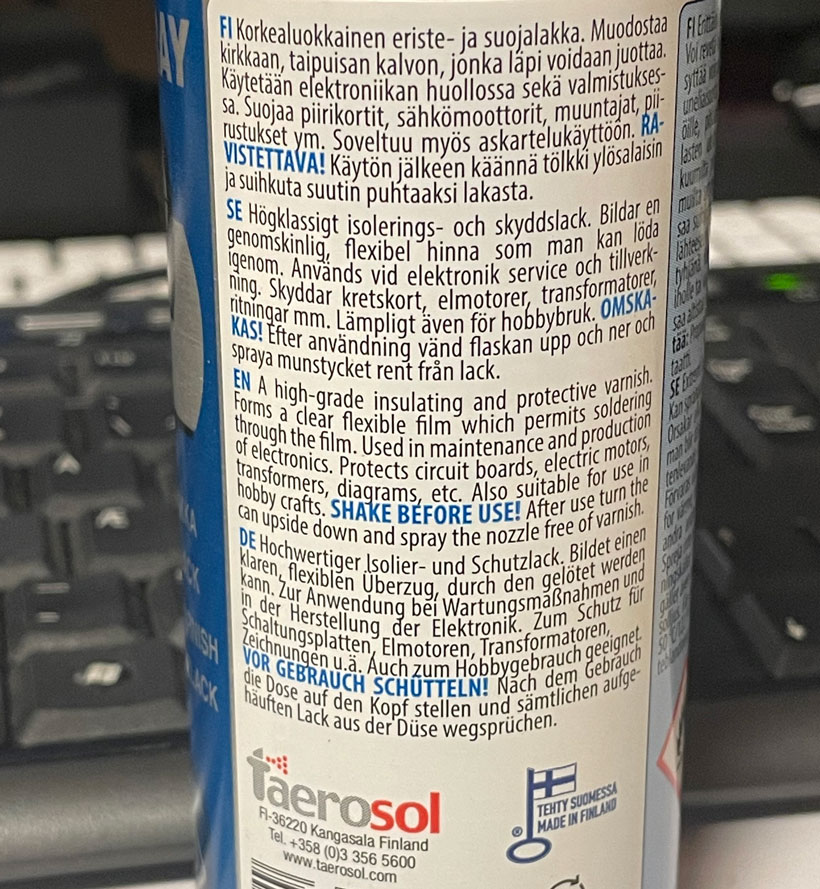 AY
FI Korkealuokkainen eriste- ja suojalakka. Muodostaa
kirkkaan, taipuisan kalvon, jonka läpi voidaan juottaa.
Käytetään elektroniikan huollossa sekä valmistukses-
sa. Suojaa piirikortit, sähkömoottorit, muuntajat, pii-
rustukset ym. Soveltuu myös askartelukäyttöön. RA-
VISTETTAVA! Käytön jälkeen käännä tölkki ylösalaisin
ja suihkuta suutin puhtaaksi lakasta.
SE Högklassigt isolerings- och skyddslack. Bildar en
genomskinlig, flexibel hinna som man kan löda
igenom. Används vid elektronik service och tillverk-
ning. Skyddar kretskort, elmotorer, transformatorer,
ritningar mm. Lämpligt även för hobbybruk. OMSKA-
KAS! Efter användning vänd flaskan upp och ner och
spraya munstycket rent från lack.
EN A high-grade insulating and protective varnish.
Forms a clear flexible film which permits soldering
through the film. Used in maintenance and production
of electronics. Protects circuit boards, electric motors,
transformers, diagrams, etc. Also suitable for use in
hobby crafts. SHAKE BEFORE USE! After use turn the
can upside down and spray the nozzle free of varnish.
DE Hochwertiger Isolier- und Schutzlack. Bildet einen
klaren, flexiblen Überzug, durch den gelötet werden
kann. Zur Anwendung bei Wartungsmaßnahmen und
in der Herstellung der Elektronik. Zum Schutz für
Schaltungsplatten, Elmotoren, Transformatoren,
Zeichnungen u.ä. Auch zum Hobbygebrauch geeignet.
VOR GEBRAUCH SCHÜTTELN! Nach dem Gebrauch
die Dose auf den Kopf stellen und sämtlichen aufge-
häuften Lack aus der Düse wegsprüchen.
taerosol
FI-36220 Kangasala Finland
Tel. +358 (0)3 356 5600
www.taerosol.com
TEHTY SUOMESSA
MADE IN FINLAND